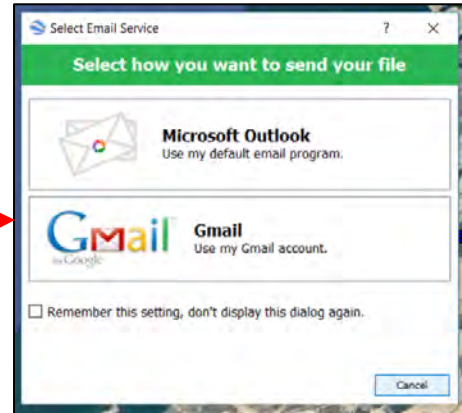 Select Email Service
Select how you want to send your file
Microsoft Outlook
Use my default email program.
Gmail
by Google
Gmail
Use my Gmail account.
Remember this setting, don't display this dialog again.
Cancel